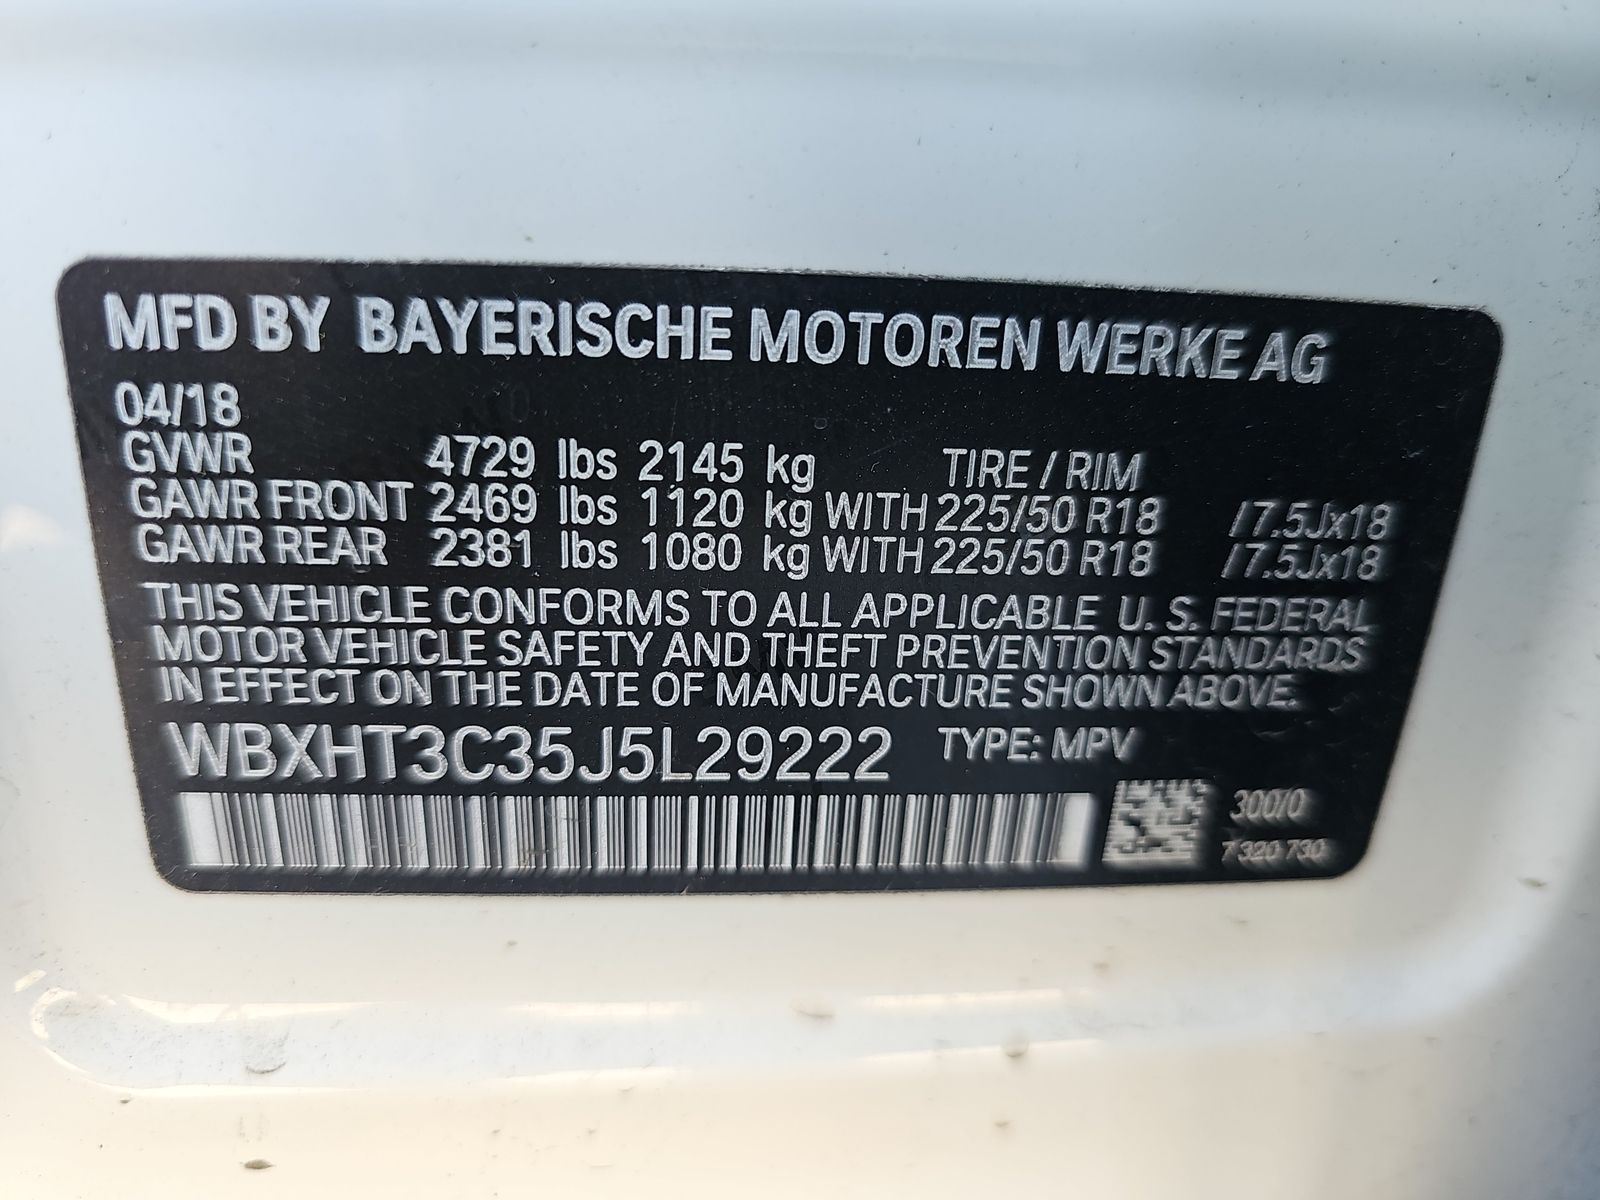 MFD BY BAYERISCHE MOTOREN WERKE AG
04/18
GVWR 4729 lbs 2145 kg TIRE / RIM
GAWR FRONT 2469 lbs 1120 kg WITH 225/50 R18 /7.5Jx18
GAWR REAR 2381 lbs 1080 kg WITH 225/50 R18 /7.5Jx18
THIS VEHICLE CONFORMS TO ALL APPLICABLE U. S. FEDERAL
MOTOR VEHICLE SAFETY AND THEFT PREVENTION STANDARDS
IN EFFECT ON THE DATE OF MANUFACTURE SHOWN ABOVE.
WBXHT3C35J5L29222 TYPE: MPV
300/0
7 320 730